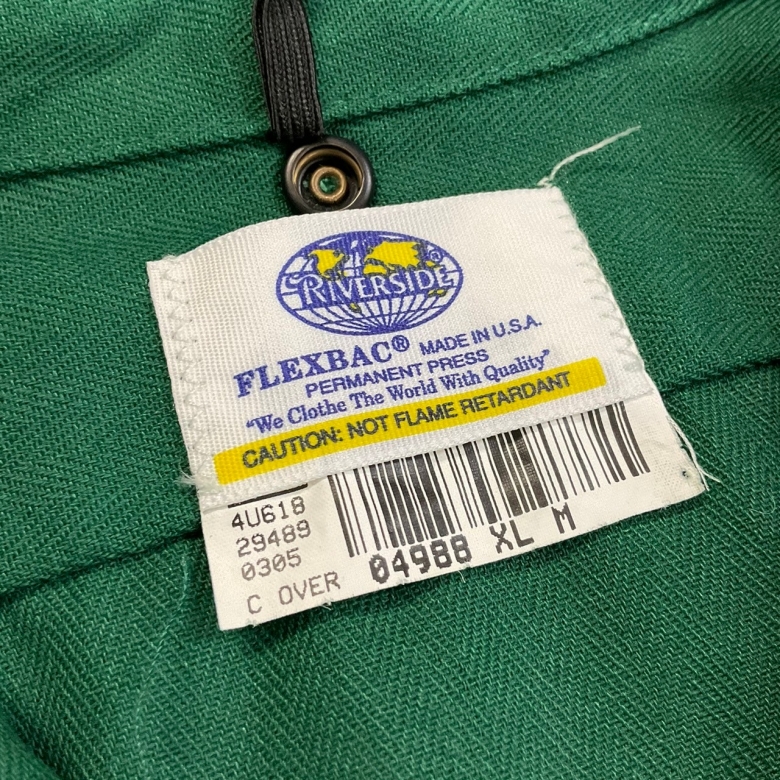 RIVERSIDE®
FLEXBAC® MADE IN U.S.A.
PERMANENT PRESS
"We Clothe The World With Quality"
CAUTION: NOT FLAME RETARDANT
4U618
29489
0305
C OVER
04988 XL M